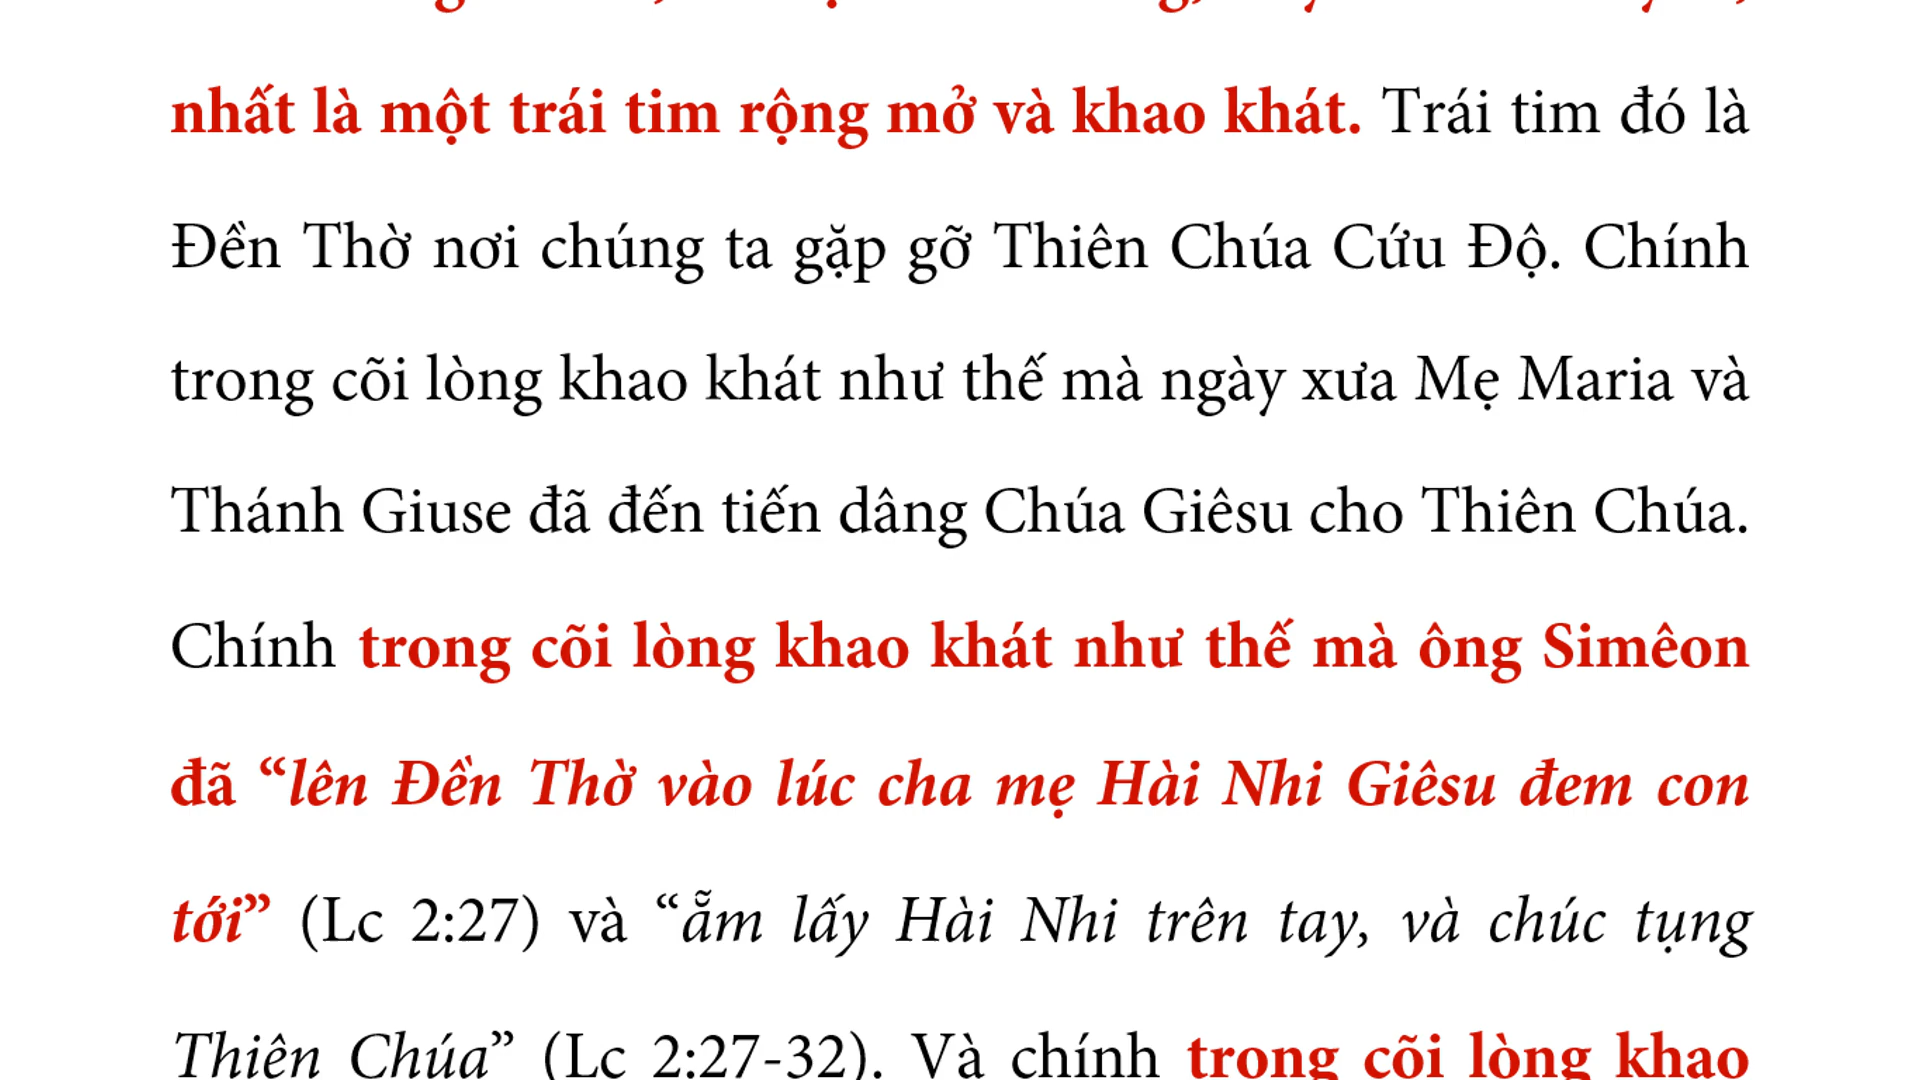 nhất là một trái tim rộng mở và khao khát. Trái tim đó là
Đền Thờ nơi chúng ta gặp gỡ Thiên Chúa Cứu Độ. Chính
trong cõi lòng khao khát như thế mà ngày xưa Mẹ Maria và
Thánh Giuse đã đến tiến dâng Chúa Giêsu cho Thiên Chúa.
Chính trong cõi lòng khao khát như thế mà ông Simêon
đã “lên Đền Thờ vào lúc cha mẹ Hài Nhi Giêsu đem con
tới” (Lc 2:27) và “ẵm lấy Hài Nhi trên tay, và chúc tụng
Thiên Chúa” (Lc 2:27-32). Và chính trong cõi lòng khao